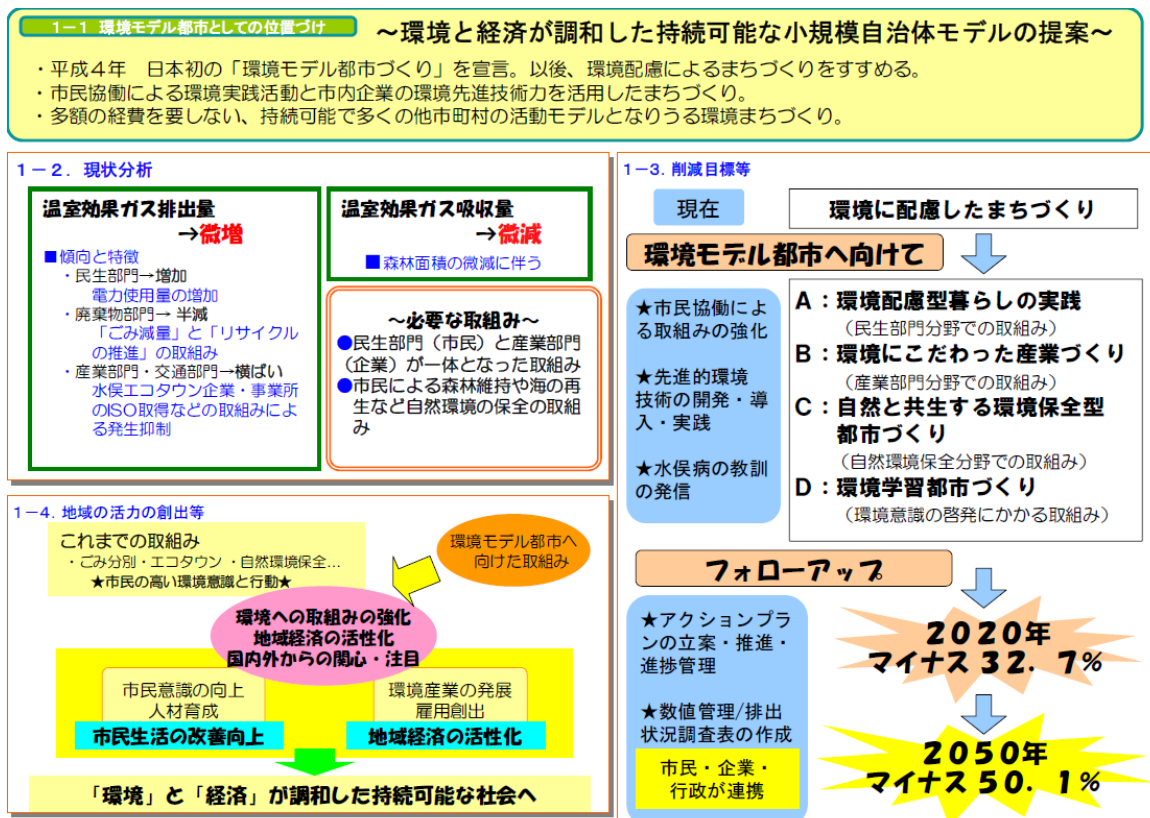 1－1 環境モデル都市としての位置づけ
～環境と経済が調和した持続可能な小規模自治体モデルの提案～
・平成４年　日本初の「環境モデル都市づくり」を宣言。以後、環境配慮によるまちづくりをすすめる。
・市民協働による環境実践活動と市内企業の環境先進技術力を活用したまちづくり。
・多額の経費を要しない、持続可能で多くの他市町村の活動モデルとなりうる環境まちづくり。
1－2．現状分析
温室効果ガス排出量
→微増
■傾向と特徴
・民生部門→増加
電力使用量の増加
・廃棄物部門→ 半減
「ごみ減量」と「リサイクル
の推進」の取組み
・産業部門・交通部門→横ばい
水俣エコタウン企業・事業所
のISO取得などの取組みによ
る発生抑制
温室効果ガス吸収量
→微減
■森林面積の微減に伴う
～必要な取組み～
●民生部門（市民）と産業部門
（企業）が一体となった取組み
●市民による森林維持や海の再
生など自然環境の保全の取組
み
1－3. 削減目標等
現在
環境に配慮したまちづくり
環境モデル都市へ向けて
★市民協働によ
る取組みの強化
★先進的環境
技術の開発・導
入・実践
★水俣病の教訓
の発信
A：環境配慮型暮らしの実践
（民生部門分野での取組み）
B：環境にこだわった産業づくり
（産業部門分野での取組み）
C：自然と共生する環境保全型
都市づくり
（自然環境保全分野での取組み）
D：環境学習都市づくり
（環境意識の啓発にかかる取組み）
フォローアップ
★アクションプラ
ンの立案・推進・
進捗管理
★数値管理/排出
状況調査表の作成
市民・企業・
行政が連携
2020年
マイナス32．7%
2050年
マイナス50．1%
1－4. 地域の活力の創出等
これまでの取組み
・ごみ分別・エコタウン ・自然環境保全…
★市民の高い環境意識と行動★
環境モデル都市へ
向けた取組み
環境への取組みの強化
地域経済の活性化
国内外からの関心・注目
市民意識の向上
人材育成
市民生活の改善向上
環境産業の発展
雇用創出
地域経済の活性化
「環境」と「経済」が調和した持続可能な社会へ